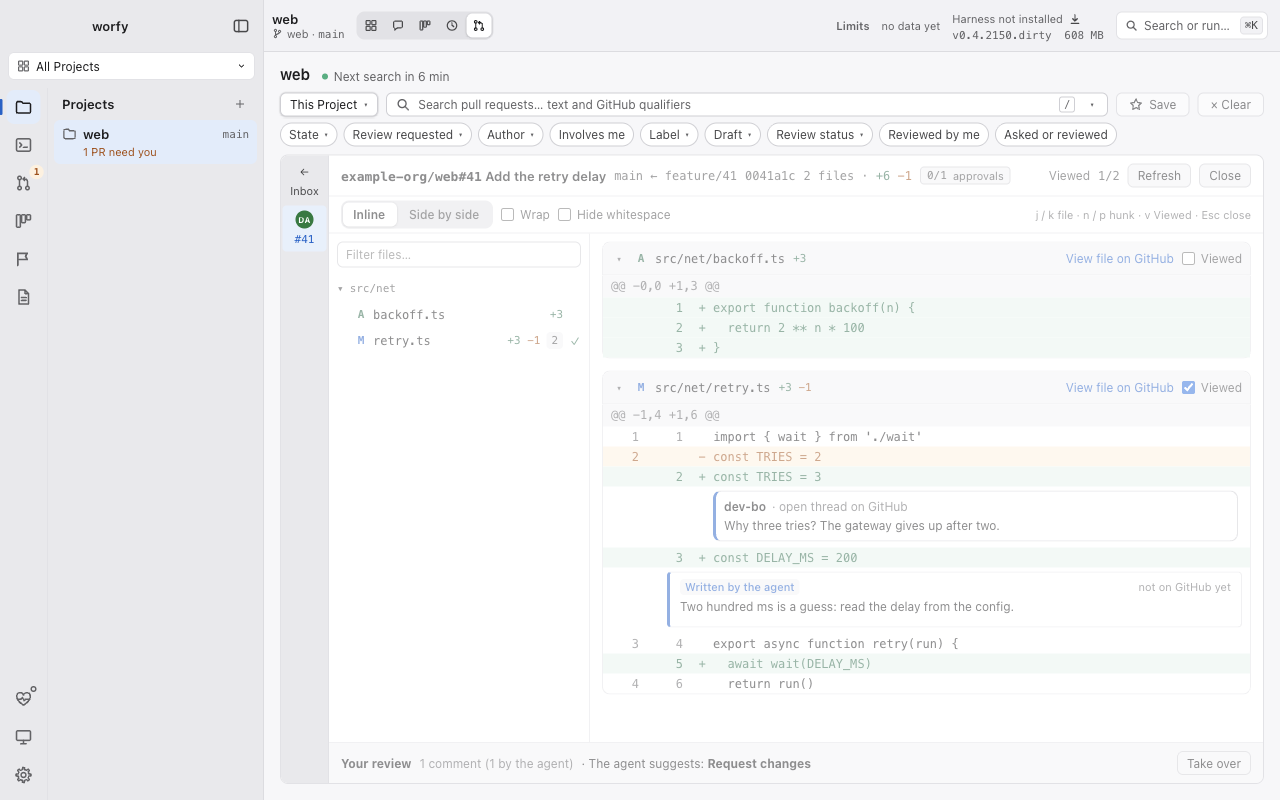 worfy
web
web · main
Limits no data yet
Harness not installed
v0.4.2150.dirty 608 MB
Search or run... ⌘K
All Projects
Projects +
web main
1 PR need you
1
web Next search in 6 min
This Project
Search pull requests... text and GitHub qualifiers /
Save
× Clear
State
Review requested
Author
Involves me
Label
Draft
Review status
Reviewed by me
Asked or reviewed
←
Inbox
DA
#41
example-org/web#41 Add the retry delay main ← feature/41 0041a1c 2 files · +6 −1 0/1 approvals Viewed 1/2 Refresh Close
Inline Side by side Wrap Hide whitespace j / k file · n / p hunk · v Viewed · Esc close
Filter files...
src/net
A backoff.ts +3
M retry.ts +3 −1 2 ✓
A src/net/backoff.ts +3 View file on GitHub Viewed
@@ −0,0 +1,3 @@
1 + export function backoff(n) {
2 + return 2 ** n * 100
3 + }
M src/net/retry.ts +3 −1 View file on GitHub Viewed
@@ −1,4 +1,6 @@
1 1 import { wait } from './wait'
2 − const TRIES = 2
2 + const TRIES = 3
dev-bo · open thread on GitHub
Why three tries? The gateway gives up after two.
3 + const DELAY_MS = 200
Written by the agent not on GitHub yet
Two hundred ms is a guess: read the delay from the config.
3 4 export async function retry(run) {
5 + await wait(DELAY_MS)
4 6 return run()
Your review 1 comment (1 by the agent) · The agent suggests: Request changes Take over